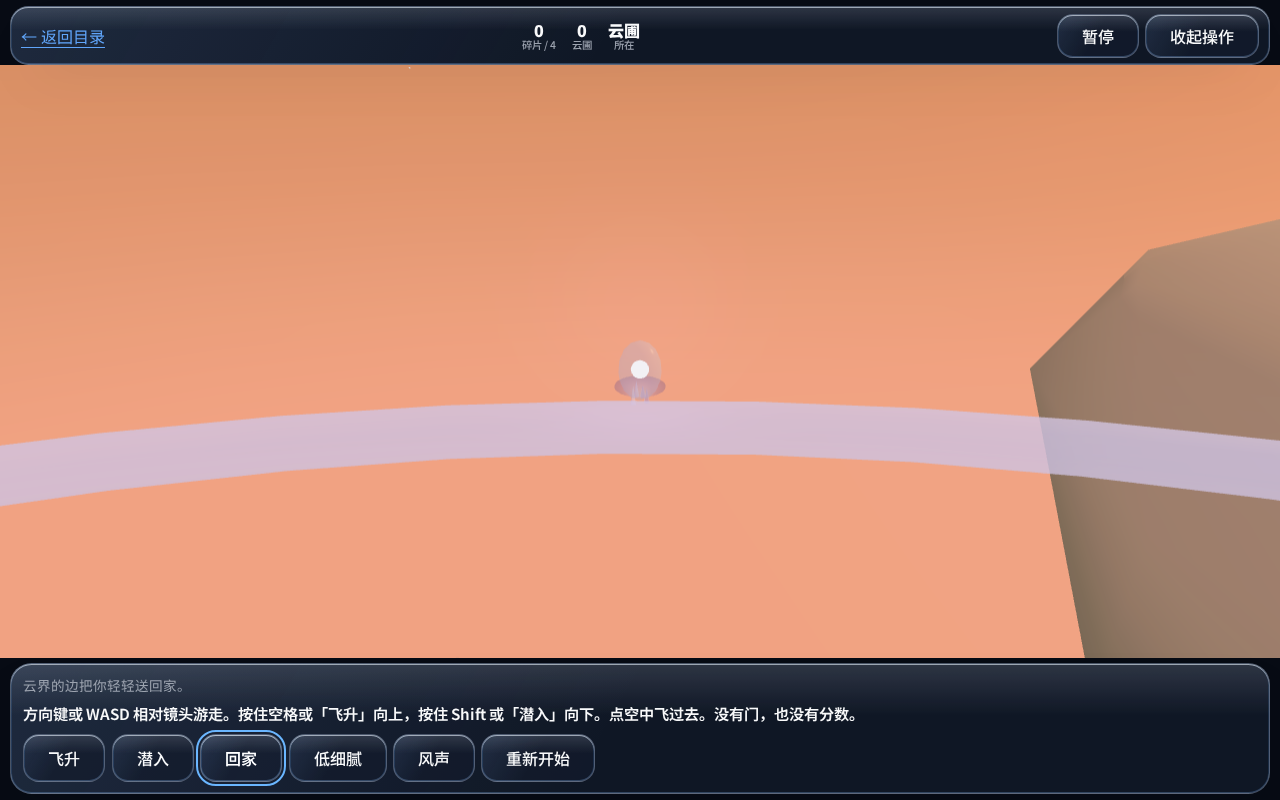 ← 返回目录
0
碎片 / 4
0
云圃
云圃
所在
暂停
收起操作
云界的边把你轻轻送回家。
方向键或 WASD 相对镜头游走。按住空格或「飞升」向上，按住 Shift 或「潜入」向下。点空中飞过去。没有门，也没有分数。
飞升
潜入
回家
低细腻
风声
重新开始